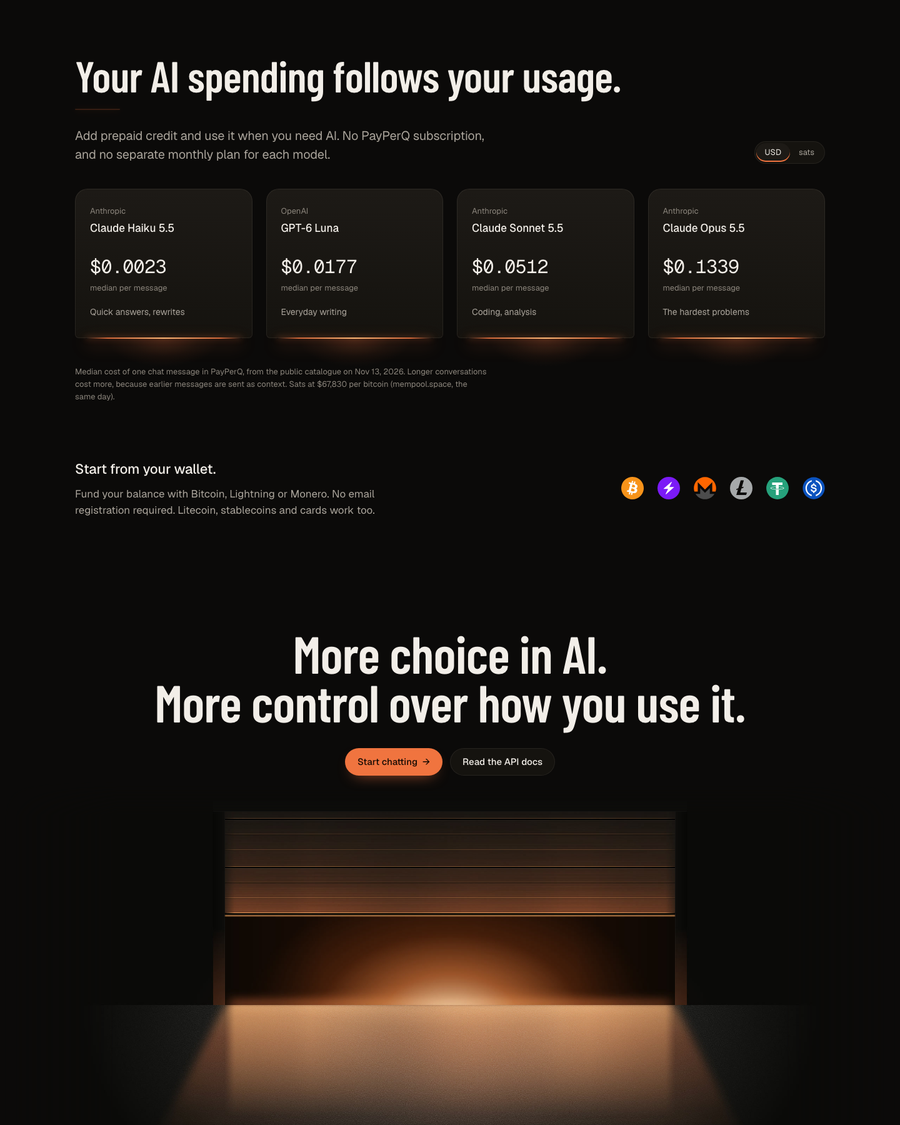 Your AI spending follows your usage.
Add prepaid credit and use it when you need AI. No PayPerQ subscription,
and no separate monthly plan for each model.
USD sats
Anthropic
Claude Haiku 5.5
$0.0023
median per message
Quick answers, rewrites
OpenAI
GPT-6 Luna
$0.0177
median per message
Everyday writing
Anthropic
Claude Sonnet 5.5
$0.0512
median per message
Coding, analysis
Anthropic
Claude Opus 5.5
$0.1339
median per message
The hardest problems
Median cost of one chat message in PayPerQ, from the public catalogue on Nov 13, 2026. Longer conversations
cost more, because earlier messages are sent as context. Sats at $67,830 per bitcoin (mempool.space, the
same day).
Start from your wallet.
Fund your balance with Bitcoin, Lightning or Monero. No email
registration required. Litecoin, stablecoins and cards work too.
More choice in AI.
More control over how you use it.
Start chatting →
Read the API docs